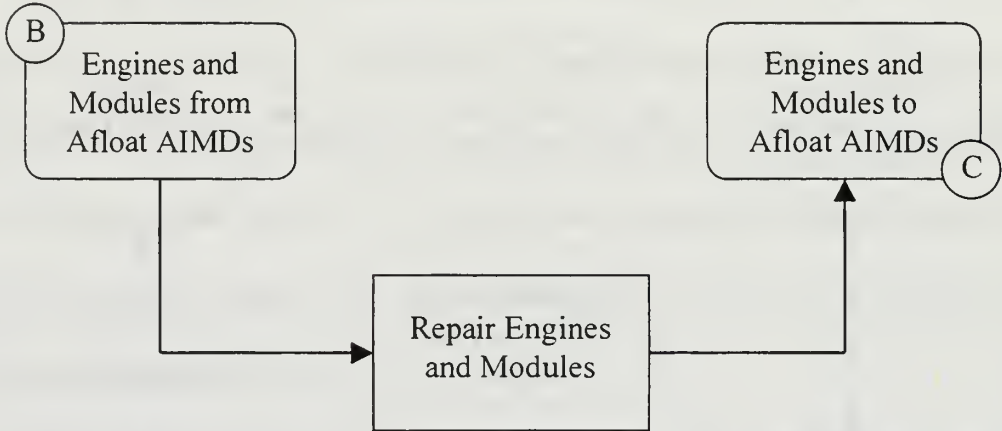 B
Engines and
Modules from
Afloat AIMDs
Engines and
Modules to
Afloat AIMDs
C
Repair Engines
and Modules